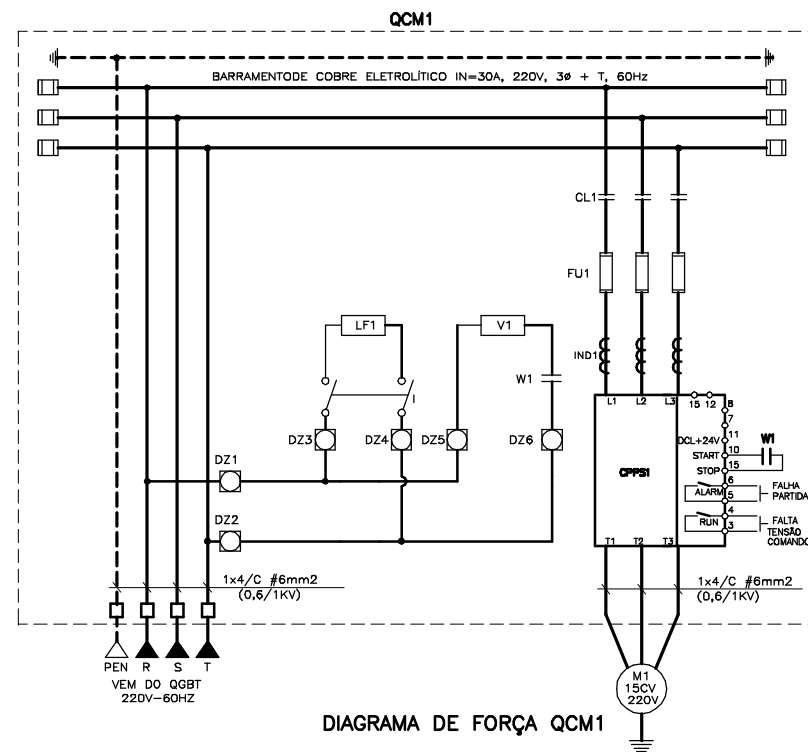 QCM1
BARRAMENTODE COBRE ELETROLÍTICO IN=30A, 220V, 3ø + T, 60Hz
CL1
FU1
LF1
V1
IND1
W1
I
L1
L2
L3
15
12
8
7
DCL+24V
11
START
10
W1
STOP
15
CPPS1
ALARM
6
5
FALHA
PARTIDA
RUN
4
3
FALTA
TENSÃO
COMANDO
DZ3
DZ4
DZ5
DZ6
DZ1
DZ2
T1
T2
T3
1x4/C #6mm2
(0,6/1KV)
1x4/C #6mm2
(0,6/1KV)
PEN
R
S
T
VEM DO QGBT
220V-60HZ
M1
15CV
220V
DIAGRAMA DE FORÇA QCM1